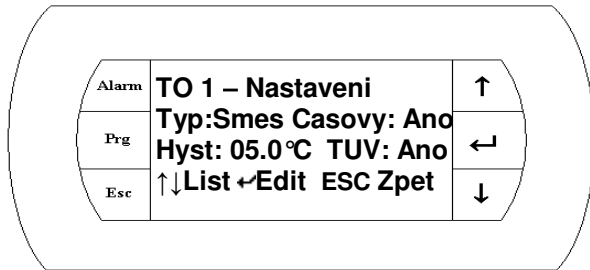 Alarm
Prg
Esc
TO 1 – Nastaveni
Typ:Smes Casovy: Ano
Hyst: 05.0°C TUV: Ano
↑↓List ↵Edit ESC Zpet
↑
↵
↓